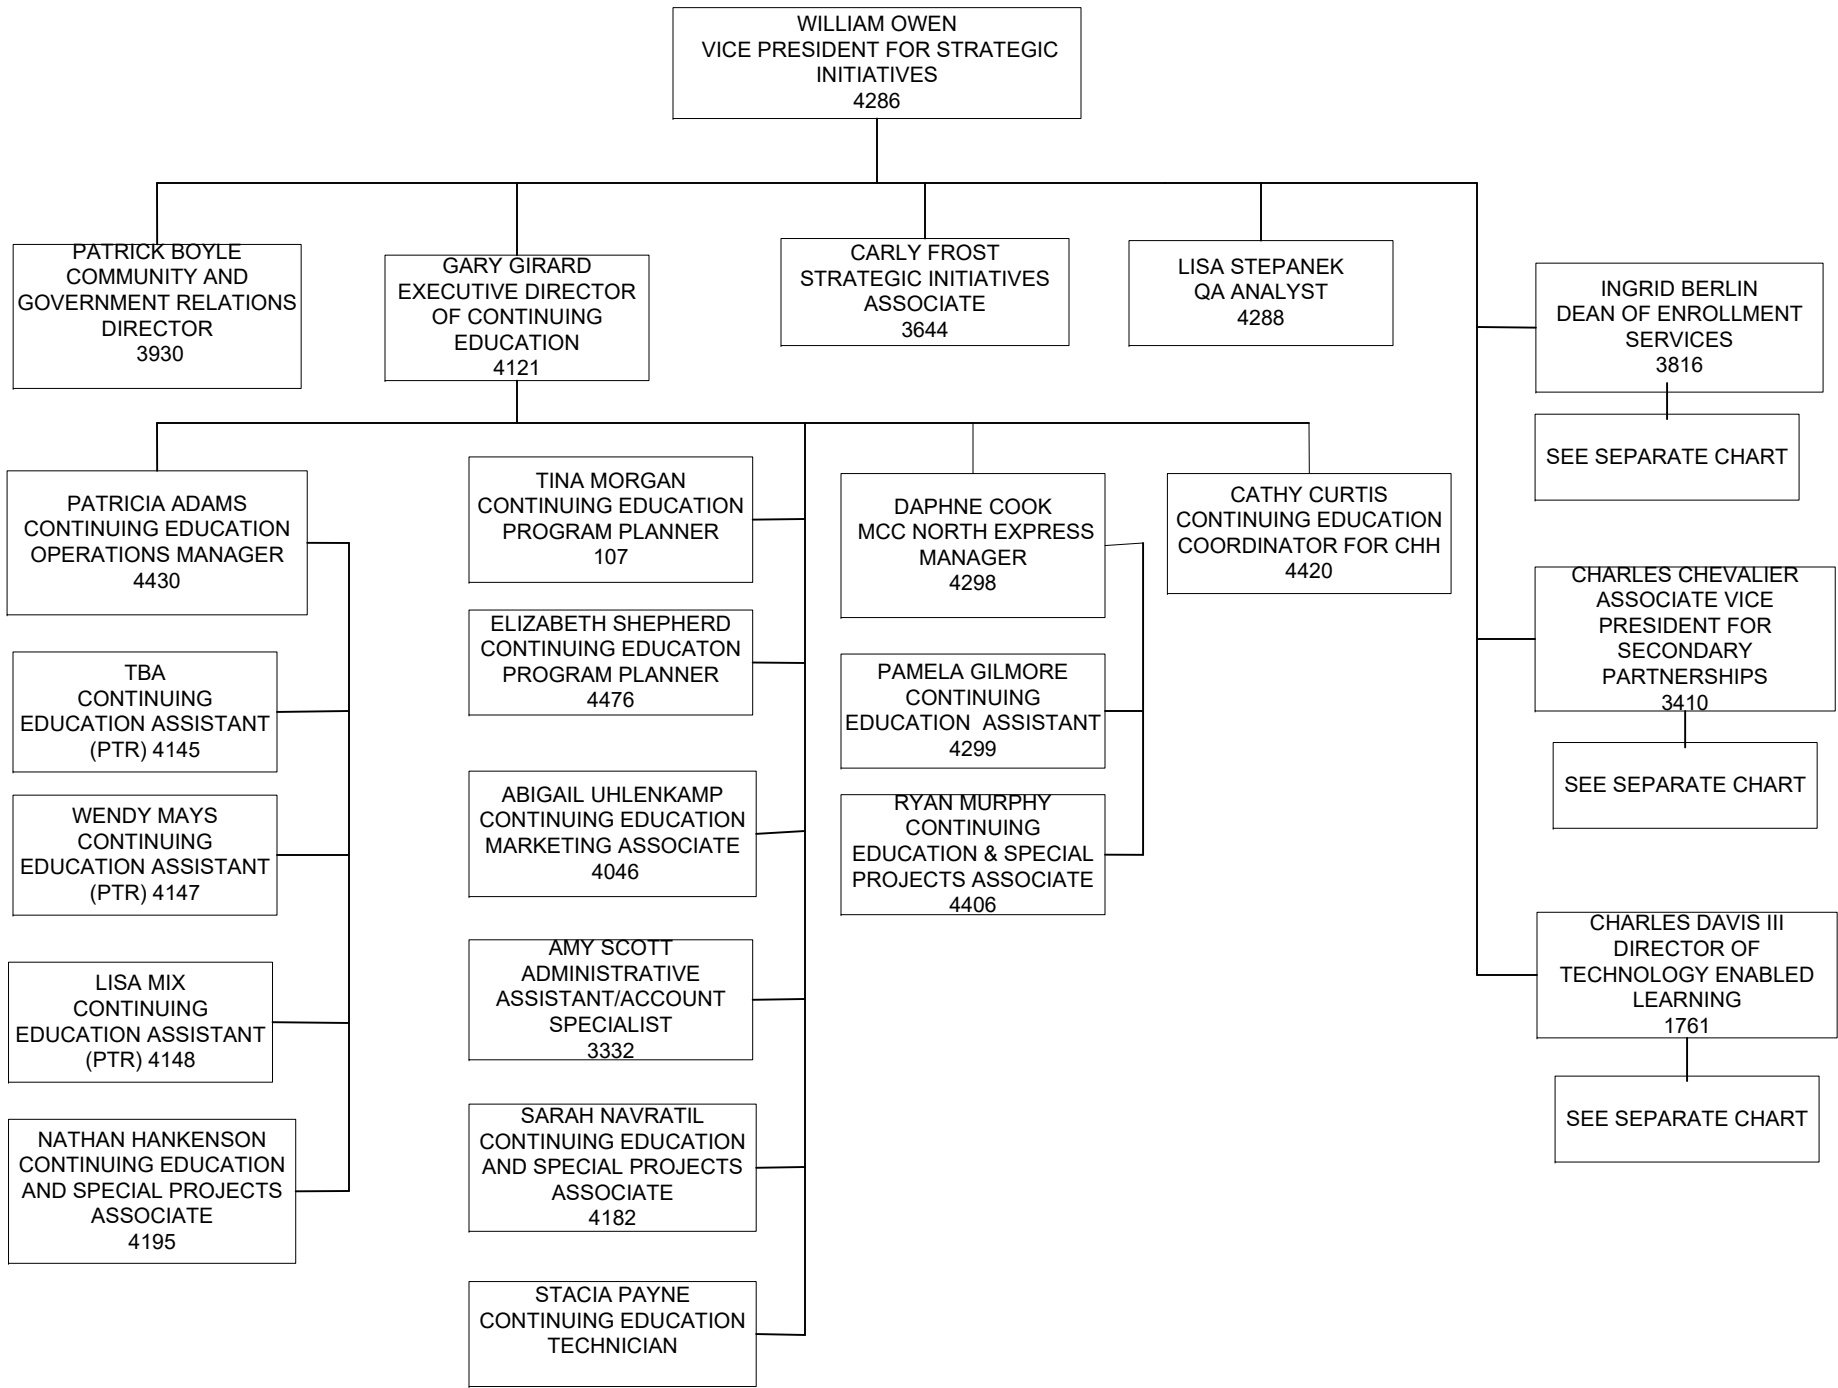 WILLIAM OWEN
VICE PRESIDENT FOR STRATEGIC
INITIATIVES
4286
PATRICK BOYLE
COMMUNITY AND
GOVERNMENT RELATIONS
DIRECTOR
3930
GARY GIRARD
EXECUTIVE DIRECTOR
OF CONTINUING
EDUCATION
4121
CARLY FROST
STRATEGIC INITIATIVES
ASSOCIATE
3644
LISA STEPANEK
QA ANALYST
4288
INGRID BERLIN
DEAN OF ENROLLMENT
SERVICES
3816
SEE SEPARATE CHART
PATRICIA ADAMS
CONTINUING EDUCATION
OPERATIONS MANAGER
4430
TBA
CONTINUING
EDUCATION ASSISTANT
(PTR) 4145
WENDY MAYS
CONTINUING
EDUCATION ASSISTANT
(PTR) 4147
LISA MIX
CONTINUING
EDUCATION ASSISTANT
(PTR) 4148
NATHAN HANKENSON
CONTINUING EDUCATION
AND SPECIAL PROJECTS
ASSOCIATE
4195
TINA MORGAN
CONTINUING EDUCATION
PROGRAM PLANNER
107
ELIZABETH SHEPHERD
CONTINUING EDUCATON
PROGRAM PLANNER
4476
ABIGAIL UHLENKAMP
CONTINUING EDUCATION
MARKETING ASSOCIATE
4046
AMY SCOTT
ADMINISTRATIVE
ASSISTANT/ACCOUNT
SPECIALIST
3332
SARAH NAVRATIL
CONTINUING EDUCATION
AND SPECIAL PROJECTS
ASSOCIATE
4182
STACIA PAYNE
CONTINUING EDUCATION
TECHNICIAN
DAPHNE COOK
MCC NORTH EXPRESS
MANAGER
4298
PAMELA GILMORE
CONTINUING
EDUCATION  ASSISTANT
4299
RYAN MURPHY
CONTINUING
EDUCATION & SPECIAL
PROJECTS ASSOCIATE
4406
CATHY CURTIS
CONTINUING EDUCATION
COORDINATOR FOR CHH
4420
CHARLES CHEVALIER
ASSOCIATE VICE
PRESIDENT FOR
SECONDARY
PARTNERSHIPS
3410
SEE SEPARATE CHART
CHARLES DAVIS III
DIRECTOR OF
TECHNOLOGY ENABLED
LEARNING
1761
SEE SEPARATE CHART